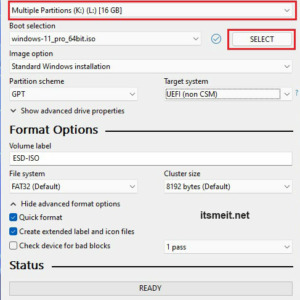 Multiple Partitions (K:) (L:) [16 GB]
Boot selection
windows-11_pro_64bit.iso
SELECT
Image option
Standard Windows installation
Partition scheme
Target system
GPT
UEFI (non CSM)
?
Show advanced drive properties
Format Options
Volume label
ESD-ISO
File system
Cluster size
FAT32 (Default)
8192 bytes (Default)
Hide advanced format options
Quick format
itsmeit.net
Create extended label and icon files
Check device for bad blocks
1 pass
Status
READY